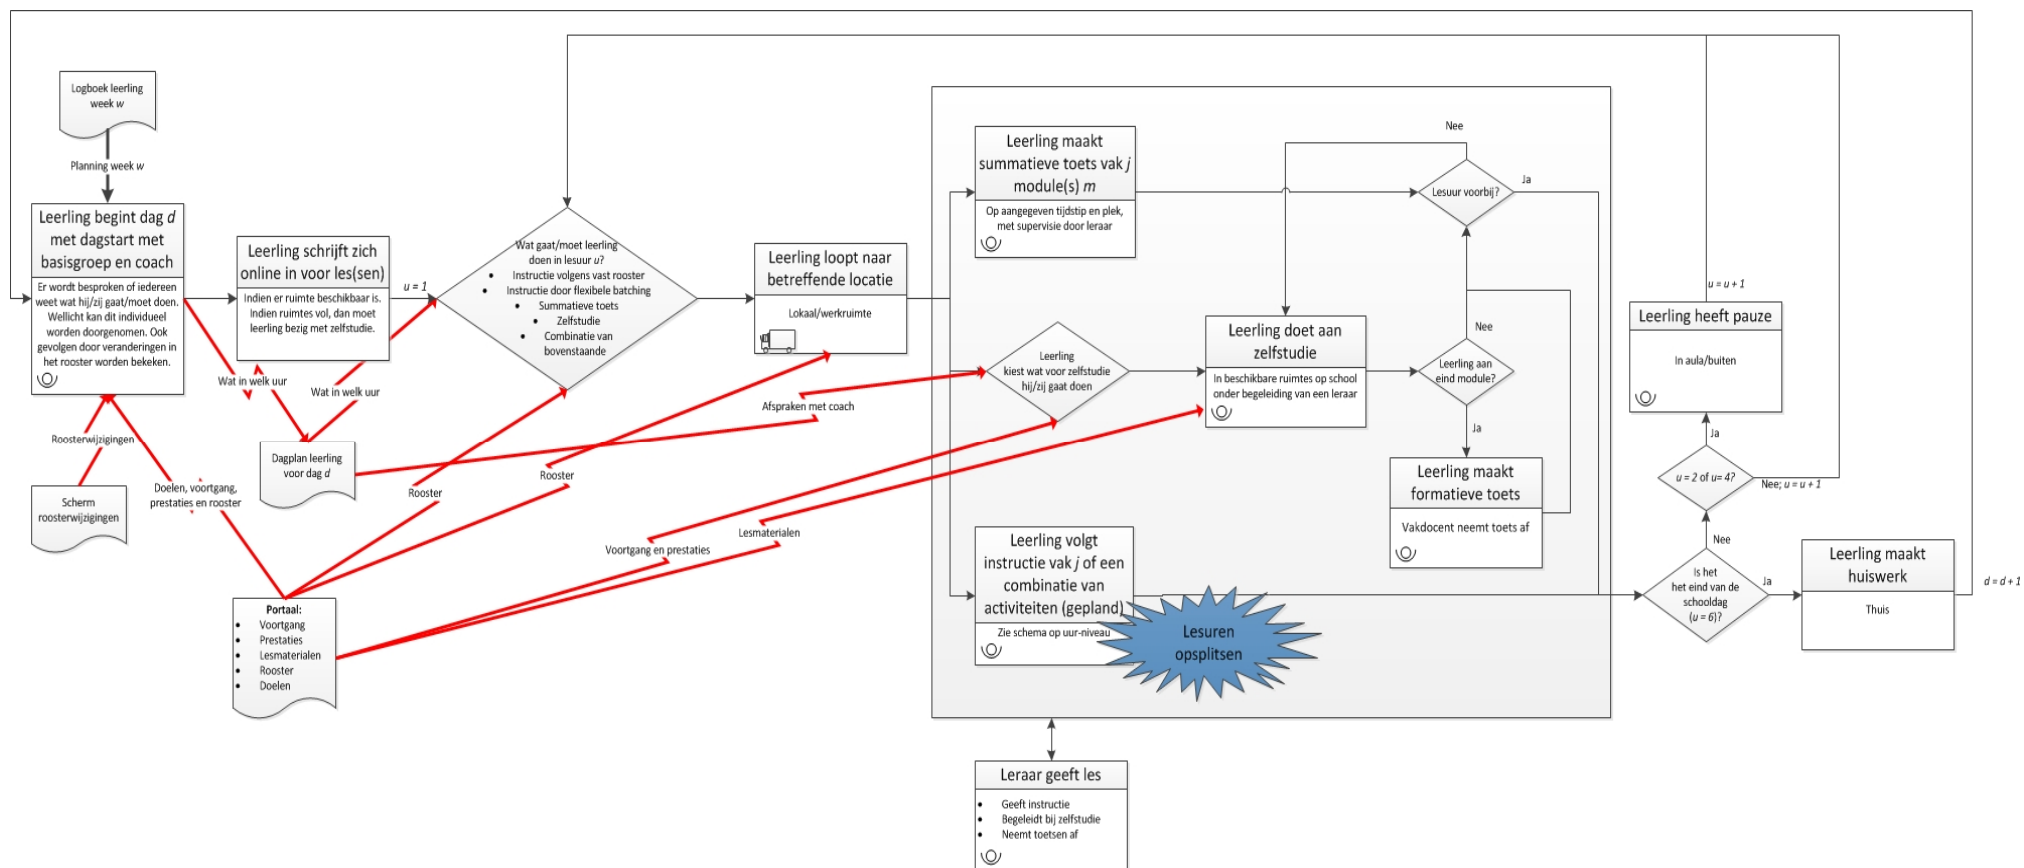 Logboek leerling
week w
Planning week w
Leerling begint dag d
met dagstart met
basisgroep en coach
Er wordt besproken of iedereen
weet wat hij/zij gaat/moet doen.
Wellicht kan dit individueel
worden doorgenomen. Ook
gevolgen door veranderingen in
het rooster worden bekeken.
Roosterwijzigingen
Scherm
roosterwijzigingen
Leerling schrijft zich
online in voor les(sen)
Indien er ruimte beschikbaar is.
Indien ruimtes vol, dan moet
leerling bezig met zelfstudie.
u = 1
Wat in welk uur
Wat in welk uur
Dagplan leerling
voor dag d
Doelen, voortgang,
prestaties en rooster
Portaal:
• Voortgang
• Prestaties
• Lesmaterialen
• Rooster
• Doelen
Wat gaat/moet leerling
doen in lesuur u?
• Instructie volgens vast rooster
• Instructie door flexibele batching
• Summatieve toets
• Zelfstudie
• Combinatie van
bovenstaande
Rooster
Rooster
Leerling loopt naar
betreffende locatie
Lokaal/werkruimte
Afspraken met coach
Voortgang en prestaties
Lesmaterialen
Leerling maakt
summatieve toets vak j
module(s) m
Op aangegeven tijdstip en plek,
met supervisie door leraar
Leerling
kiest wat voor zelfstudie
hij/zij gaat doen
Leerling doet aan
zelfstudie
In beschikbare ruimtes op school
onder begeleiding van een leraar
Nee
Lesuur voorbij?
Ja
Nee
Leerling aan
eind module?
Ja
Leerling maakt
formatieve toets
Vakdocent neemt toets af
Leerling volgt
instructie vak j of een
combinatie van
activiteiten (gepland)
Zie schema op uur-niveau
Lesuren
opsplitsen
Leraar geeft les
• Geeft instructie
• Begeleidt bij zelfstudie
• Neemt toetsen af
u = u + 1
Leerling heeft pauze
In aula/buiten
Ja
u = 2 of u= 4?
Nee; u = u + 1
Nee
Is het
het eind van de
schooldag
(u = 6)?
Ja
Leerling maakt
huiswerk
Thuis
d = d + 1